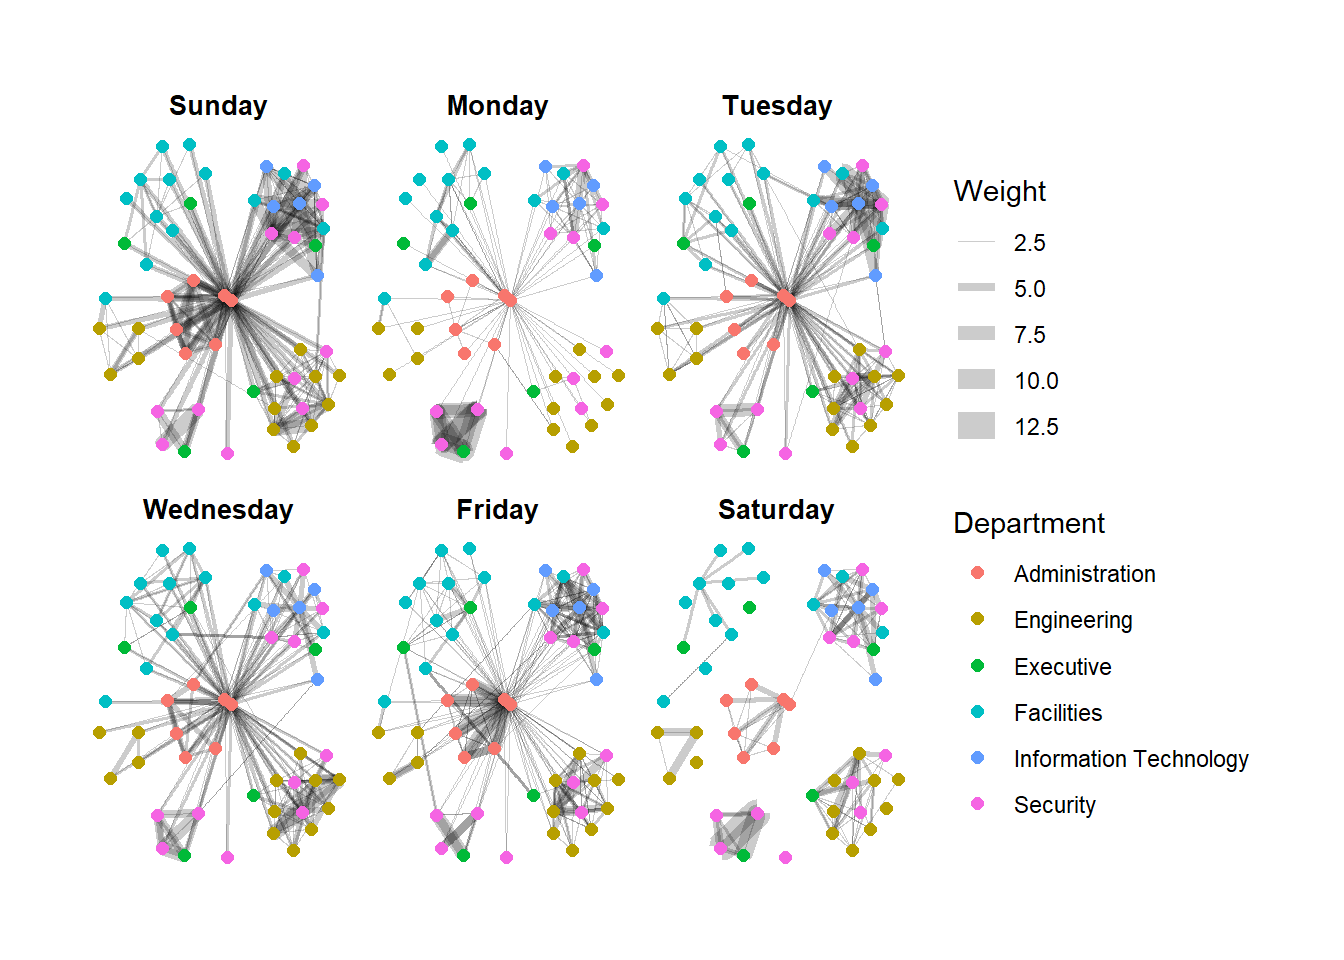 Sunday
Monday
Tuesday
Wednesday
Friday
Saturday
Weight
2.5
5.0
7.5
10.0
12.5
Department
Administration
Engineering
Executive
Facilities
Information Technology
Security